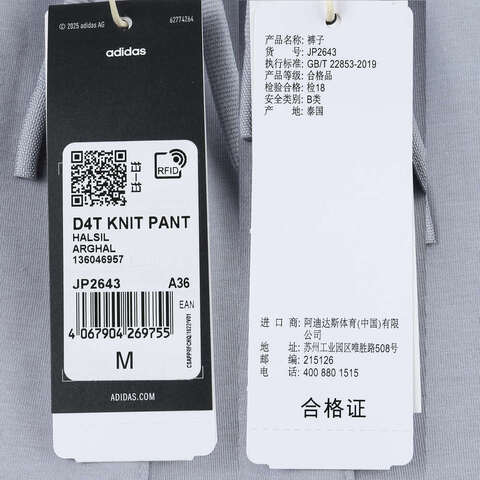 © 2025 adidas AG
62774264
adidas
扫一扫
RFID
D4T KNIT PANT
HALSIL
ARGHAL
136046957
JP2643 A36
EAN
4 067904 269755
M
ADIDAS.COM
产品名称: 裤子
货 号: JP2643
执行标准: GB/T 22853-2019
产品等级: 合格品
检验合格: 检18
安全类别: B类
产 地: 泰国
进 口 商: 阿迪达斯体育(中国)有限
公司
地 址: 苏州工业园区唯胜路508号
邮 编: 215126
电 话: 400 880 1515
合格证